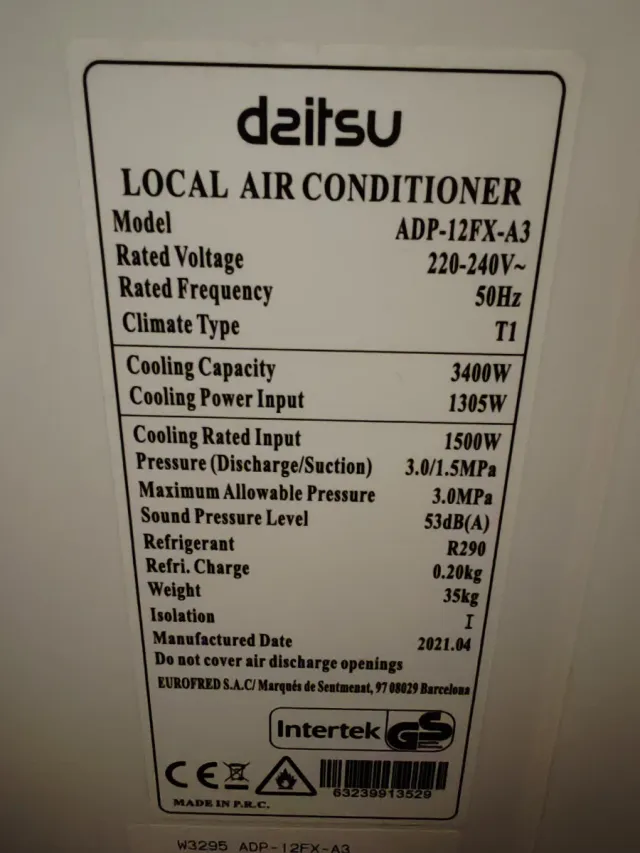 daitsu
LOCAL AIR CONDITIONER
Model ADP-12FX-A3
Rated Voltage 220-240V~
Rated Frequency 50Hz
Climate Type T1
Cooling Capacity 3400W
Cooling Power Input 1305W
Cooling Rated Input 1500W
Pressure (Discharge/Suction) 3.0/1.5MPa
Maximum Allowable Pressure 3.0MPa
Sound Pressure Level 53dB(A)
Refrigerant R290
Refri. Charge 0.20kg
Weight 35kg
Isolation I
Manufactured Date 2021.04
Do not cover air discharge openings
EUROFRED S.A.C/ Marqués de Sentmenat, 97 08029 Barcelona
Intertek GS
CE
63239913529
MADE IN P.R.C.
W3295 ADP-12FX-A3